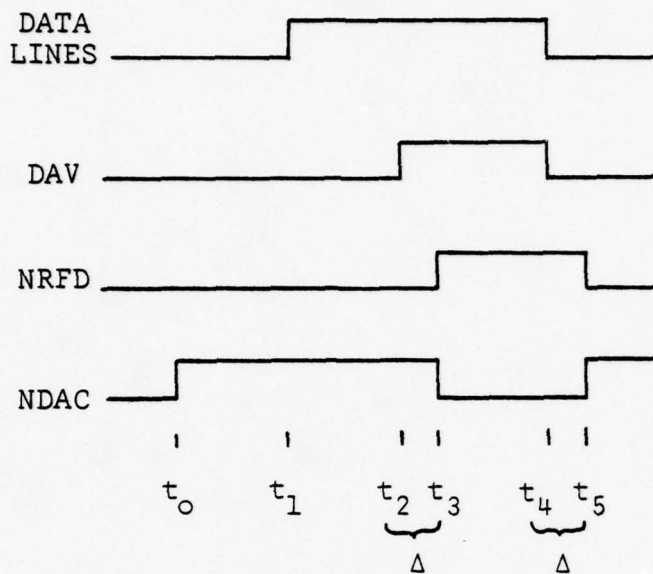 DATA
LINES
DAV
NRFD
NDAC
t₀ t₁ t₂ t₃ t₄ t₅
Δ Δ